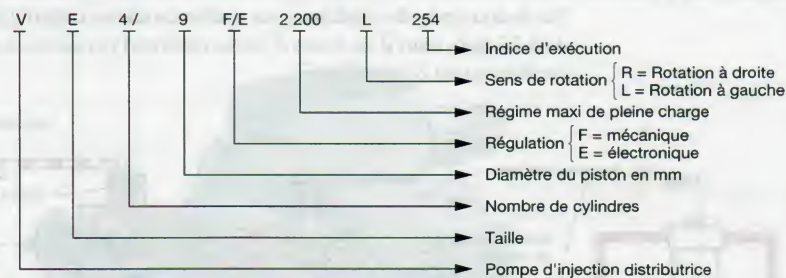 V E 4 / 9 F/E 2 200 L 254
Indice d'exécution
Sens de rotation { R = Rotation à droite
L = Rotation à gauche
Régime maxi de pleine charge
Régulation { F = mécanique
E = électronique
Diamètre du piston en mm
Nombre de cylindres
Taille
Pompe d'injection distributrice